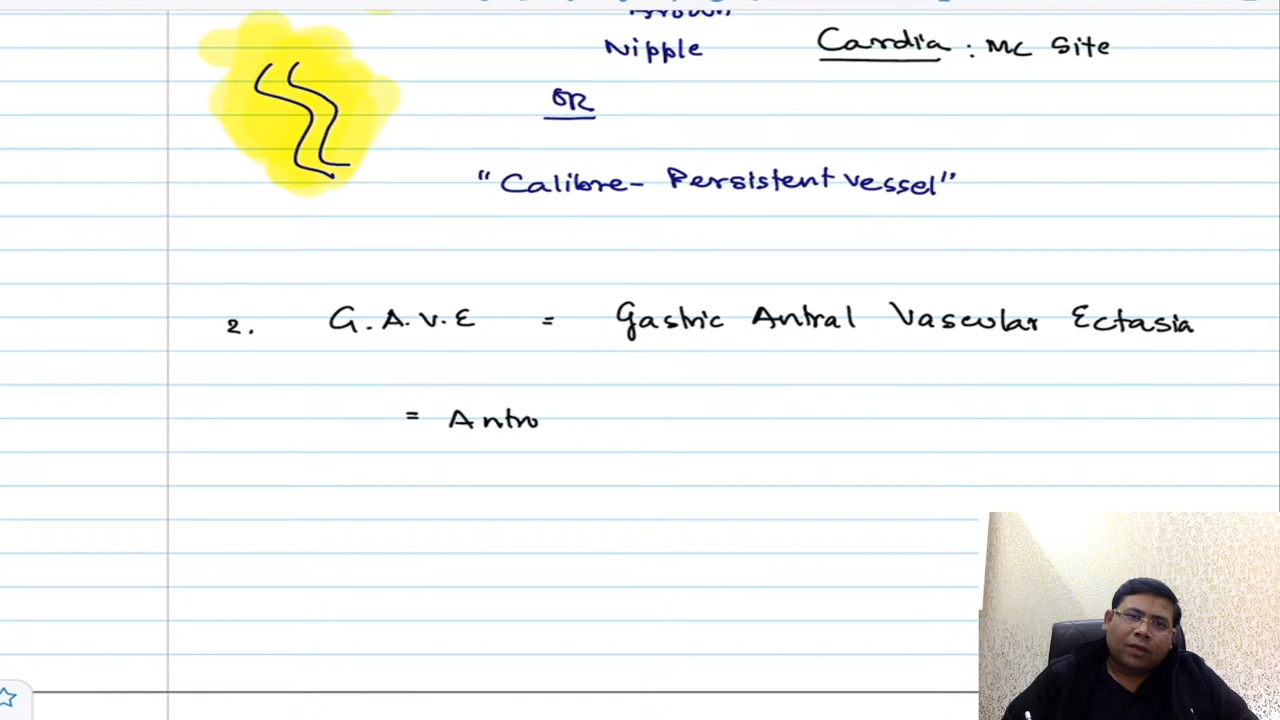 Nipple
Cardia : MC Site
OR
"Calibre- Persistent vessel"
2. G.A.V.E = Gastric Antral Vascular Ectasia
= Antro